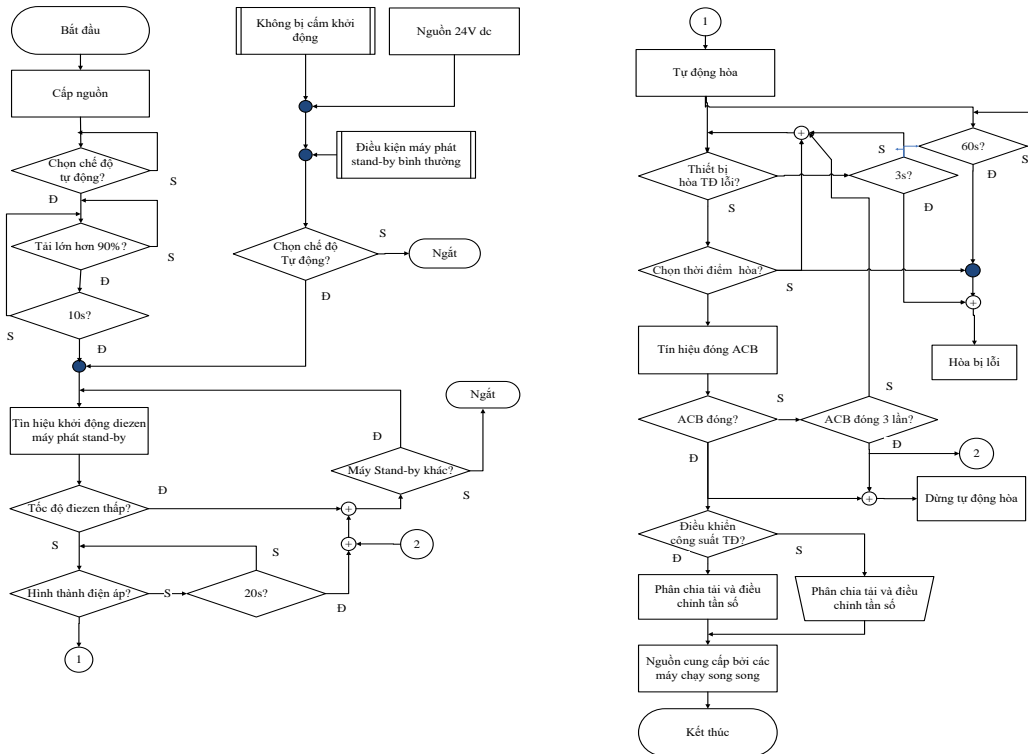 Bắt đầu
Cấp nguồn
Chọn chế độ
tự động?
S
Đ
Tải lớn hơn 90%?
S
Đ
10s?
S
Đ
Không bị cấm khởi
động
Nguồn 24V dc
Điều kiện máy phát
stand-by bình thường
Chọn chế độ
Tự động?
S
Ngắt
Đ
Tín hiệu khởi động diezen
máy phát stand-by
Ngắt
Đ
Máy Stand-by khác?
S
Tốc độ điezen thấp?
Đ
+
S
+
2
S
Hình thành điện áp?
S
20s?
Đ
1
1
Tự động hòa
+
S
60s?
S
Thiết bị
hòa TĐ lỗi?
3s?
Đ
S
Đ
Chọn thời điểm hòa?
S
+
Tín hiệu đóng ACB
Hòa bị lỗi
ACB đóng?
S
ACB đóng 3 lần?
S
Đ
Đ
2
+
Dừng tự động hòa
Điều khiển
công suất TĐ?
S
Đ
Phân chia tải và điều
chỉnh tần số
Phân chia tải và điều
chỉnh tần số
Nguồn cung cấp bởi các
máy chạy song song
Kết thúc